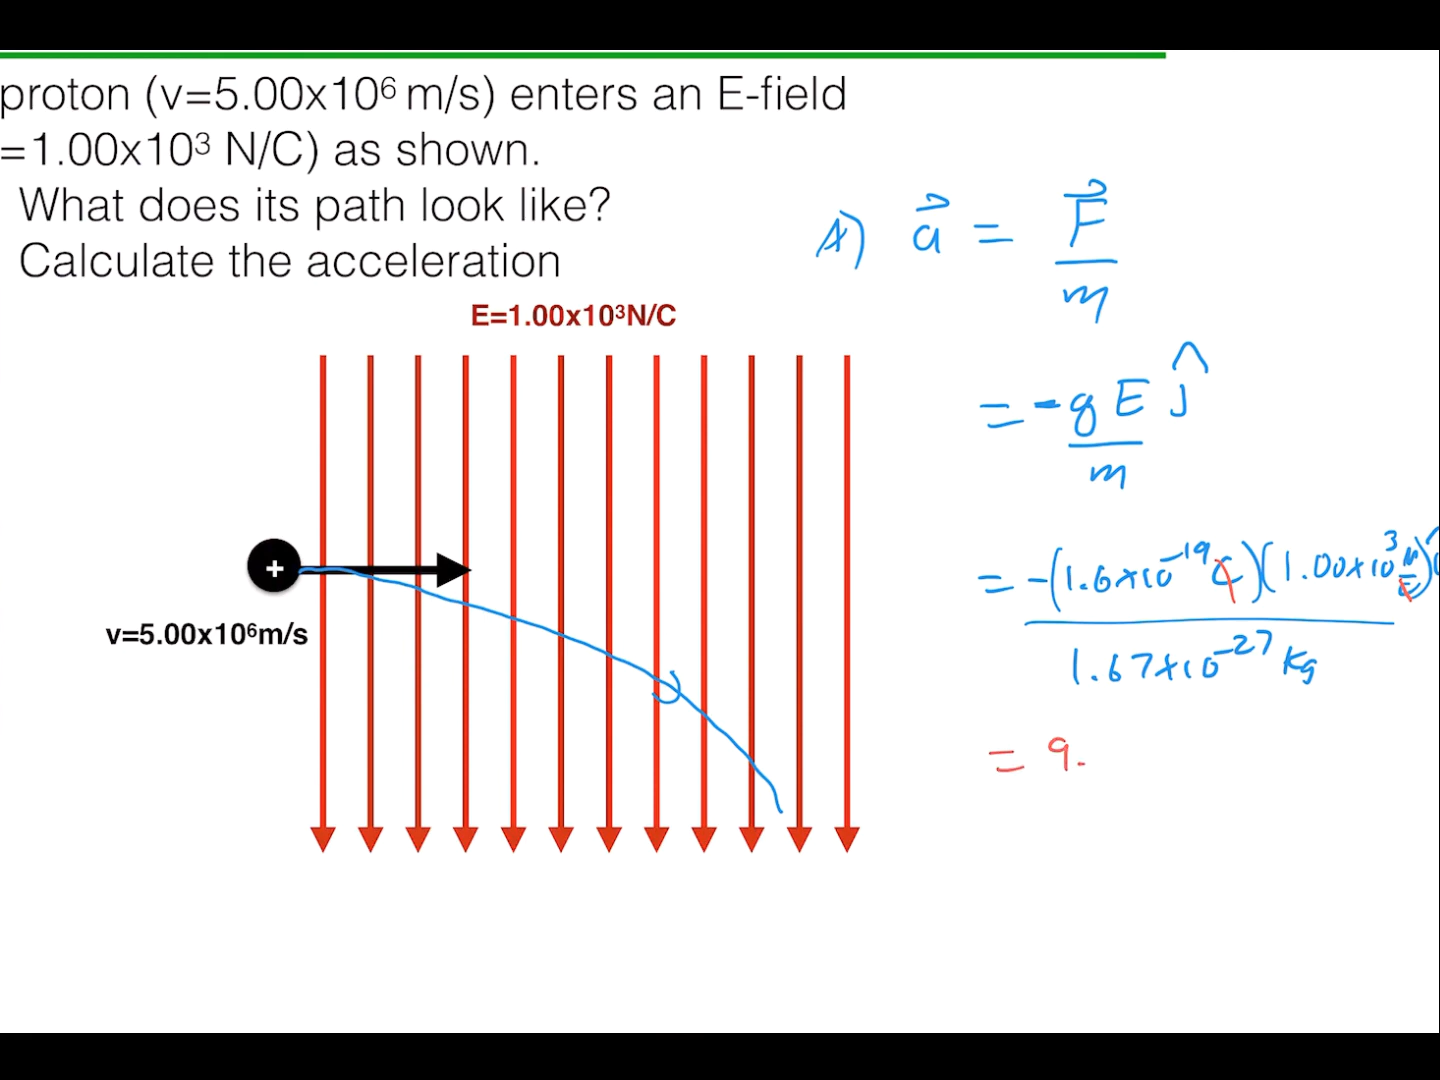 proton (v=5.00x10⁶ m/s) enters an E-field
=1.00x10³ N/C) as shown.
What does its path look like?
Calculate the acceleration
E=1.00x10³N/C
+
v=5.00x10⁶m/s
A) a⃗ = F⃗/m
= -qE/m ĵ
= -(1.6x10⁻¹⁹C)(1.00x10³ N/C)
1.67x10⁻²⁷ kg
= 9.